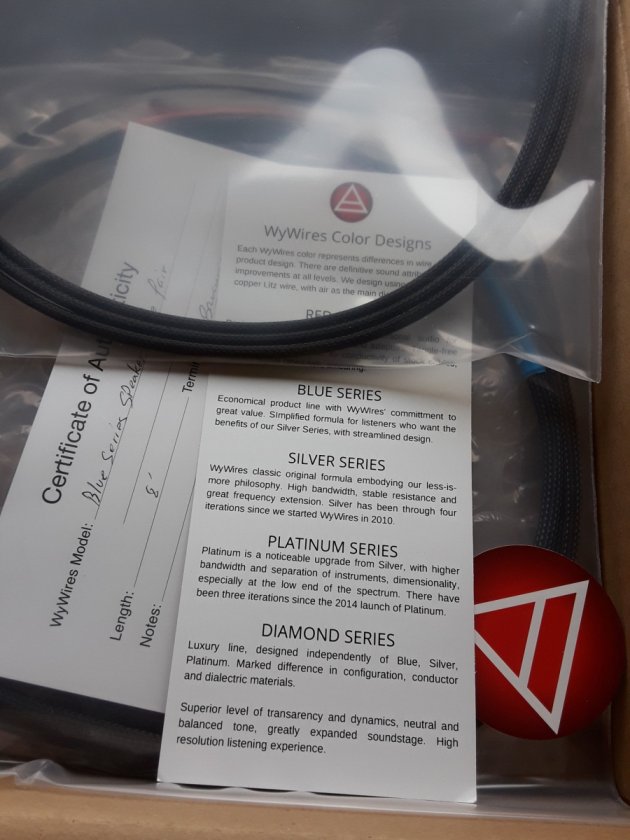 WyWires Color Designs
Each WyWires color represents differences in wire
product design. There are definitive sound
improvements at all levels. We design using
copper Litz wire, with air as the main
BLUE SERIES
Economical product line with WyWires' committment to
great value. Simplified formula for listeners who want the
benefits of our Silver Series, with streamlined design.
SILVER SERIES
WyWires classic original formula embodying our less-is-
more philosophy. High bandwidth, stable resistance and
great frequency extension. Silver has been through four
iterations since we started WyWires in 2010.
PLATINUM SERIES
Platinum is a noticeable upgrade from Silver, with higher
bandwidth and separation of instruments, dimensionality,
especially at the low end of the spectrum. There have
been three iterations since the 2014 launch of Platinum.
DIAMOND SERIES
Luxury line, designed independently of Blue, Silver,
Platinum. Marked difference in configuration, conductor
and dialectric materials.
Superior level of transarency and dynamics, neutral and
balanced tone, greatly expanded soundstage. High
resolution listening experience.
Certificate of
WyWires Model: Blue Series
Length: 8'
Notes: